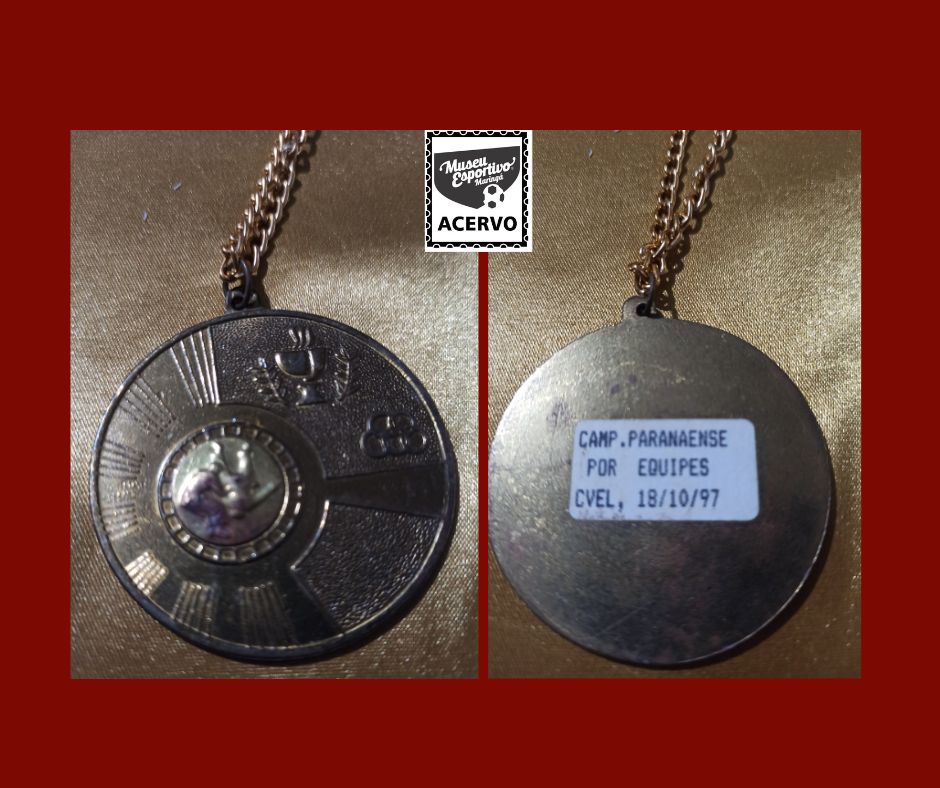 Museu
Esportivo
Maringá
ACERVO
CAMP.PARANAENSE
POR EQUIPES
CVEL, 18/10/97